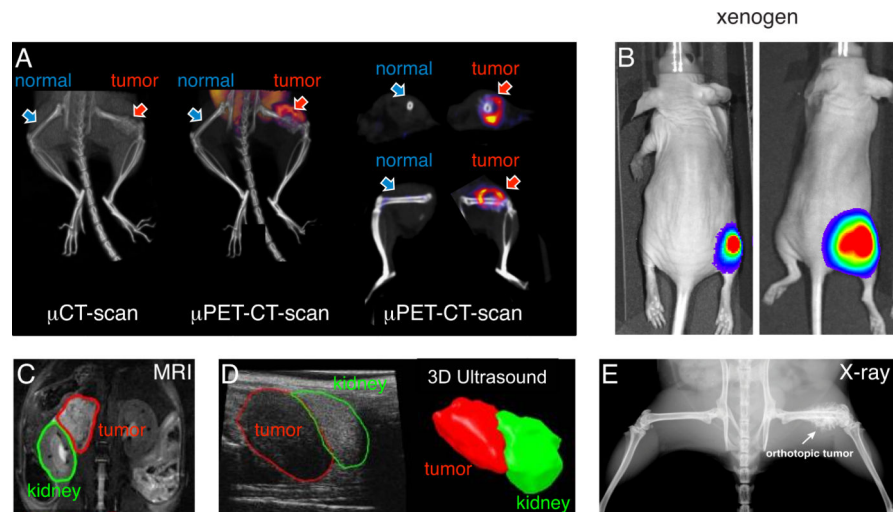 xenogen
A
normal
tumor
normal
tumor
normal
tumor
normal
tumor
μCT-scan
μPET-CT-scan
μPET-CT-scan
B
C
MRI
tumor
kidney
D
kidney
tumor
3D Ultrasound
tumor
kidney
E
X-ray
orthotopic tumor